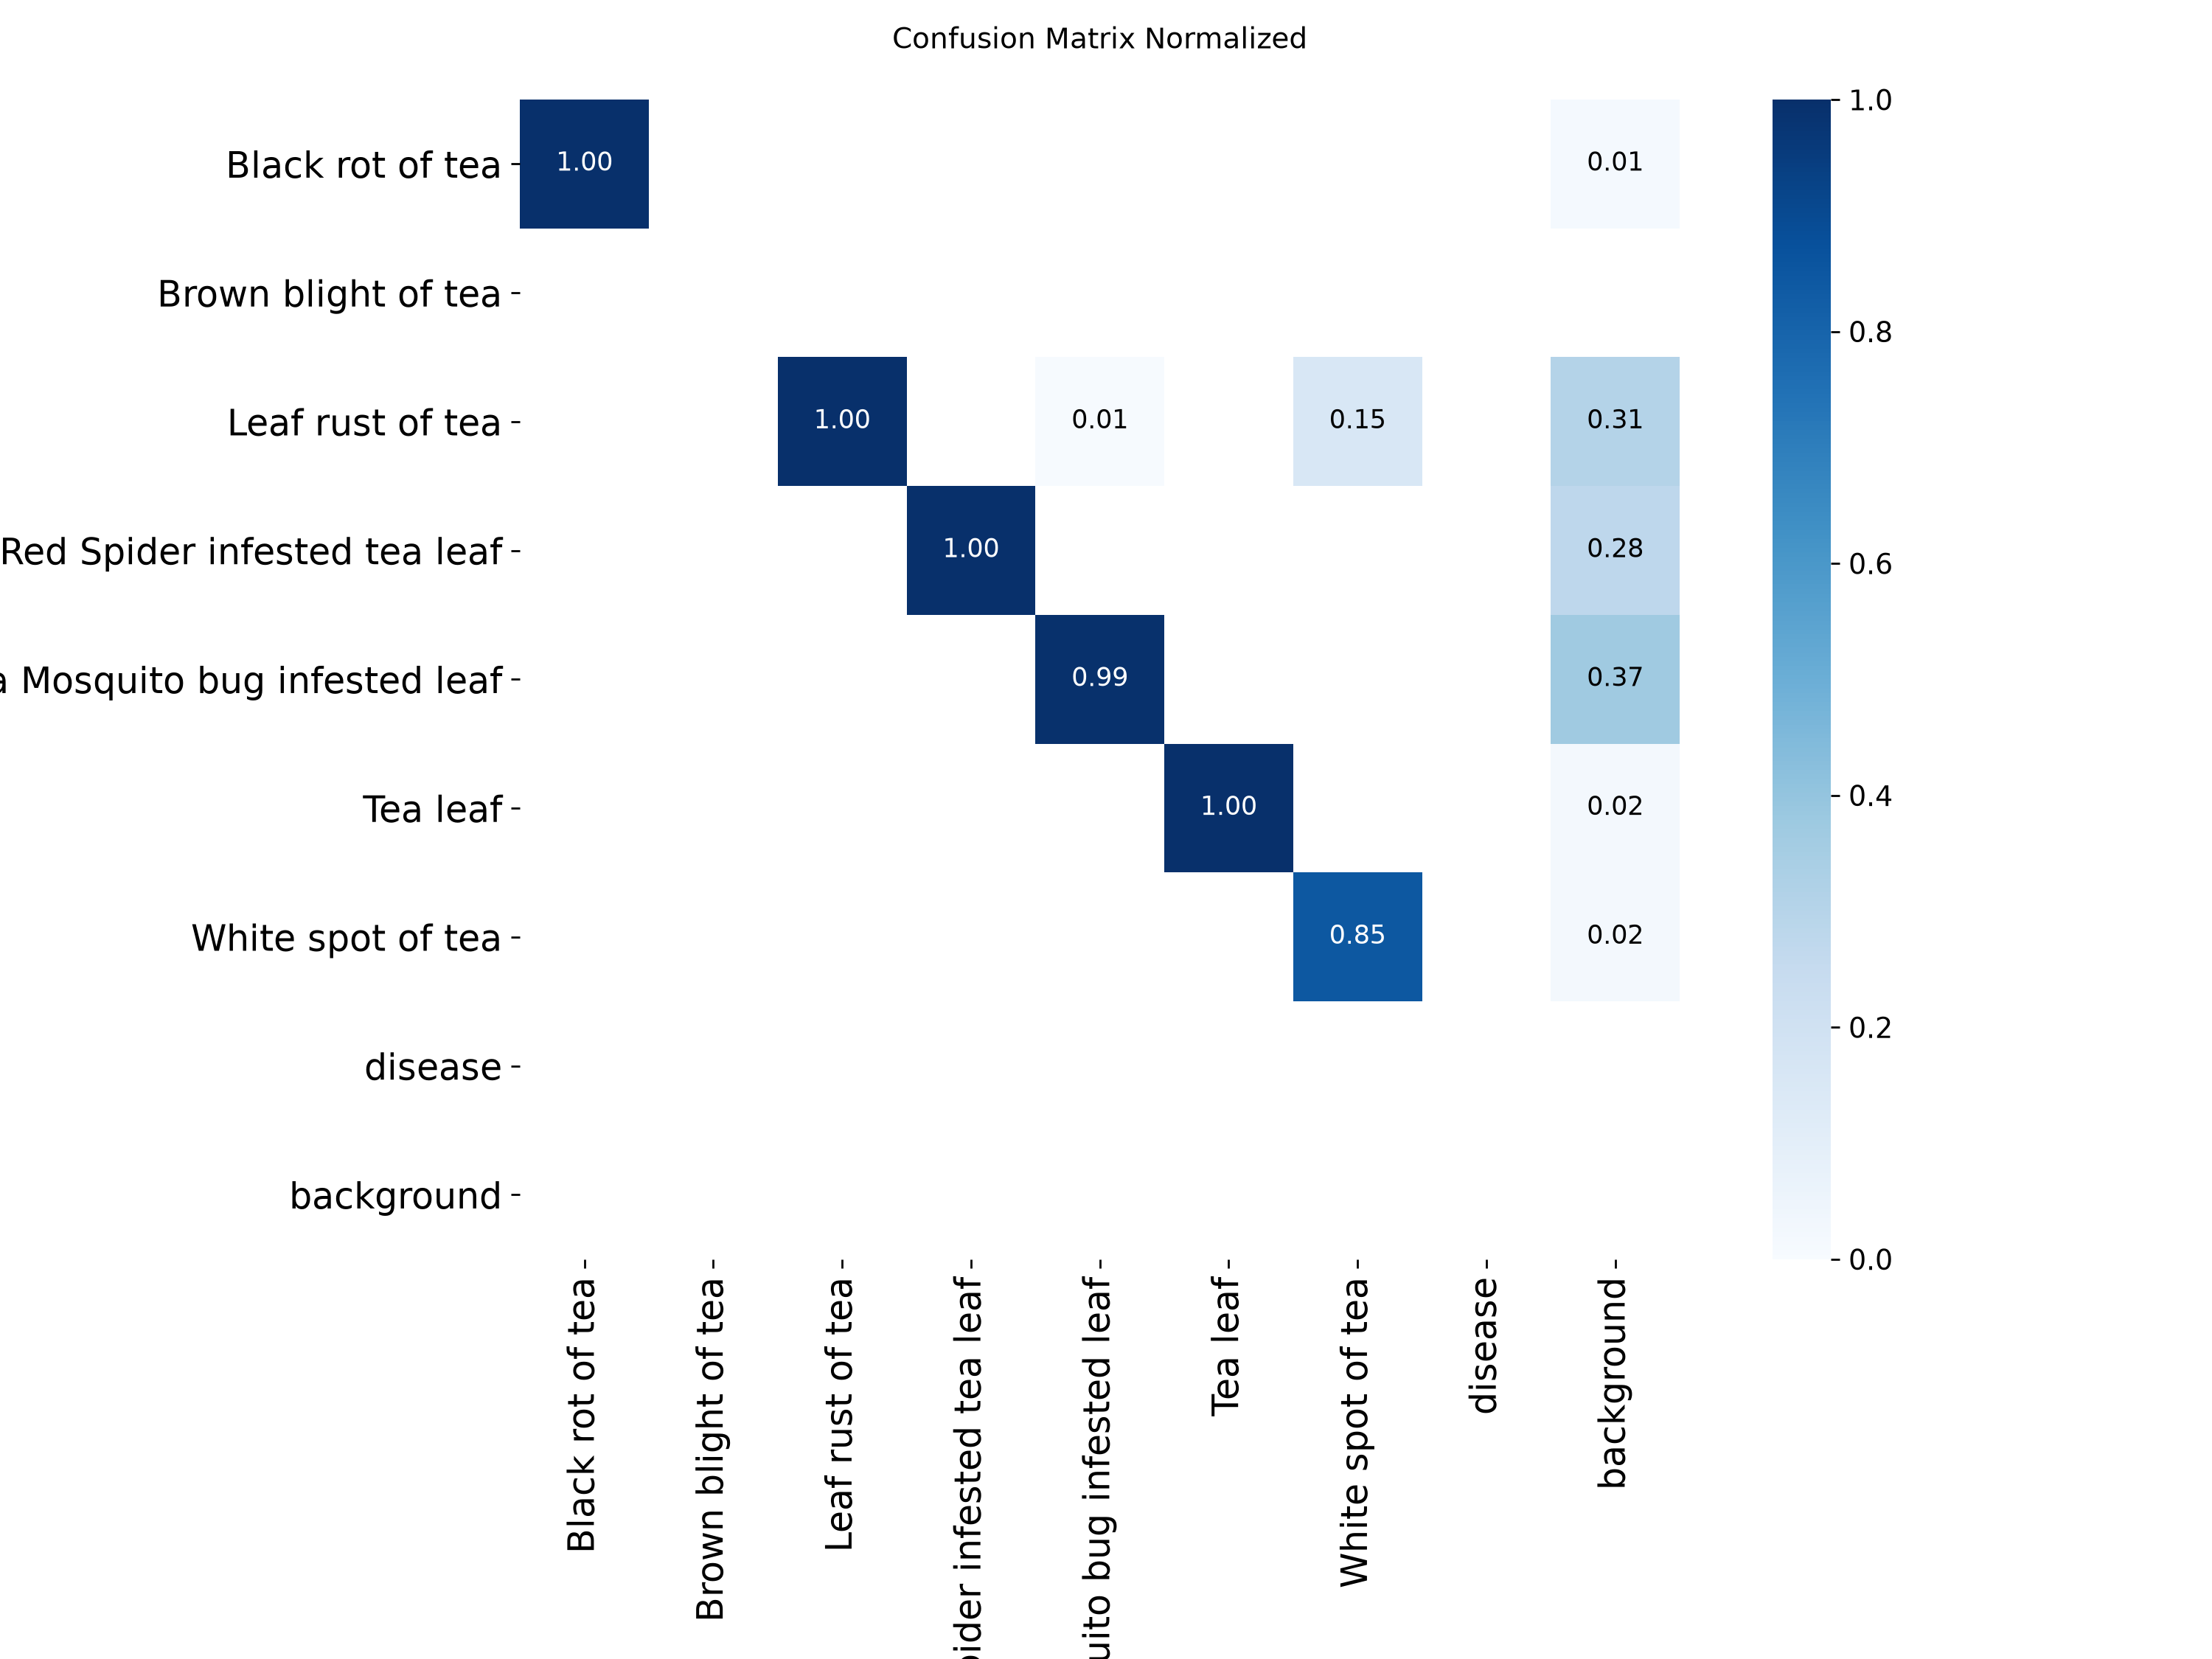 Confusion Matrix Normalized
Black rot of tea
1.00
0.01
1.0
Brown blight of tea
0.8
Leaf rust of tea
1.00
0.01
0.15
0.31
Red Spider infested tea leaf
1.00
0.28
0.6
Mosquito bug infested leaf
0.99
0.37
Tea leaf
1.00
0.02
0.4
White spot of tea
0.85
0.02
0.2
disease
background
0.0
Black rot of tea
Brown blight of tea
Leaf rust of tea
infested tea leaf
bug infested leaf
Tea leaf
White spot of tea
disease
background